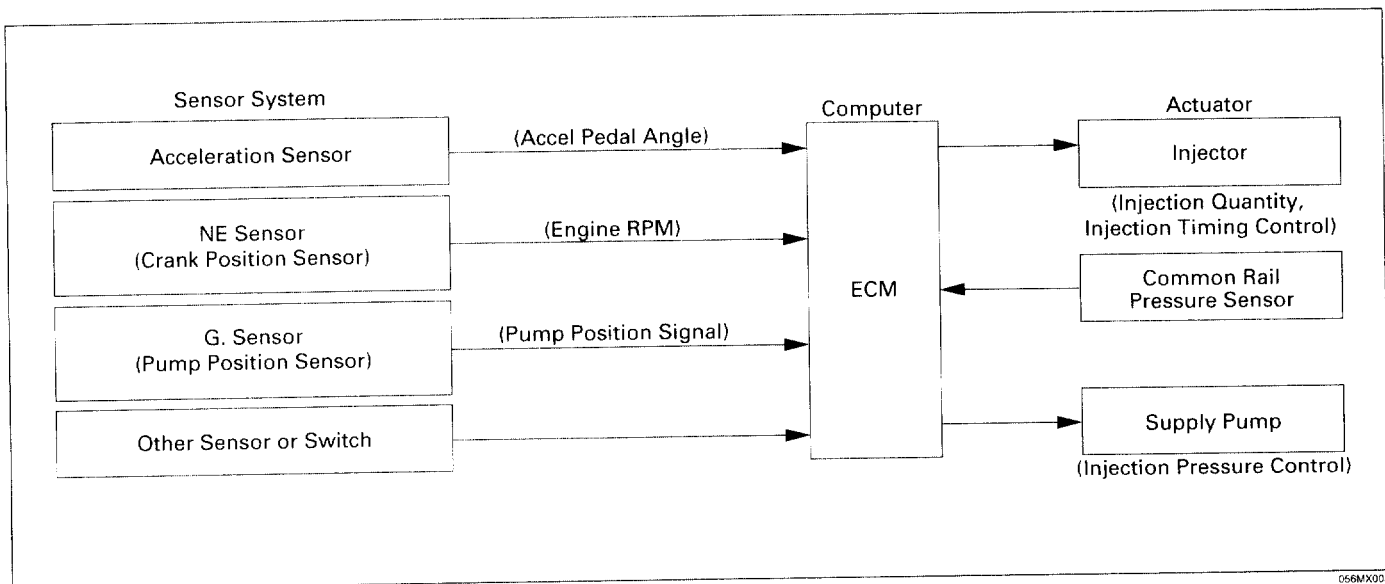 Sensor System
Acceleration Sensor
(Accel Pedal Angle)
NE Sensor
(Crank Position Sensor)
(Engine RPM)
G. Sensor
(Pump Position Sensor)
(Pump Position Signal)
Other Sensor or Switch
Computer
ECM
Actuator
Injector
(Injection Quantity,
Injection Timing Control)
Common Rail
Pressure Sensor
Supply Pump
(Injection Pressure Control)